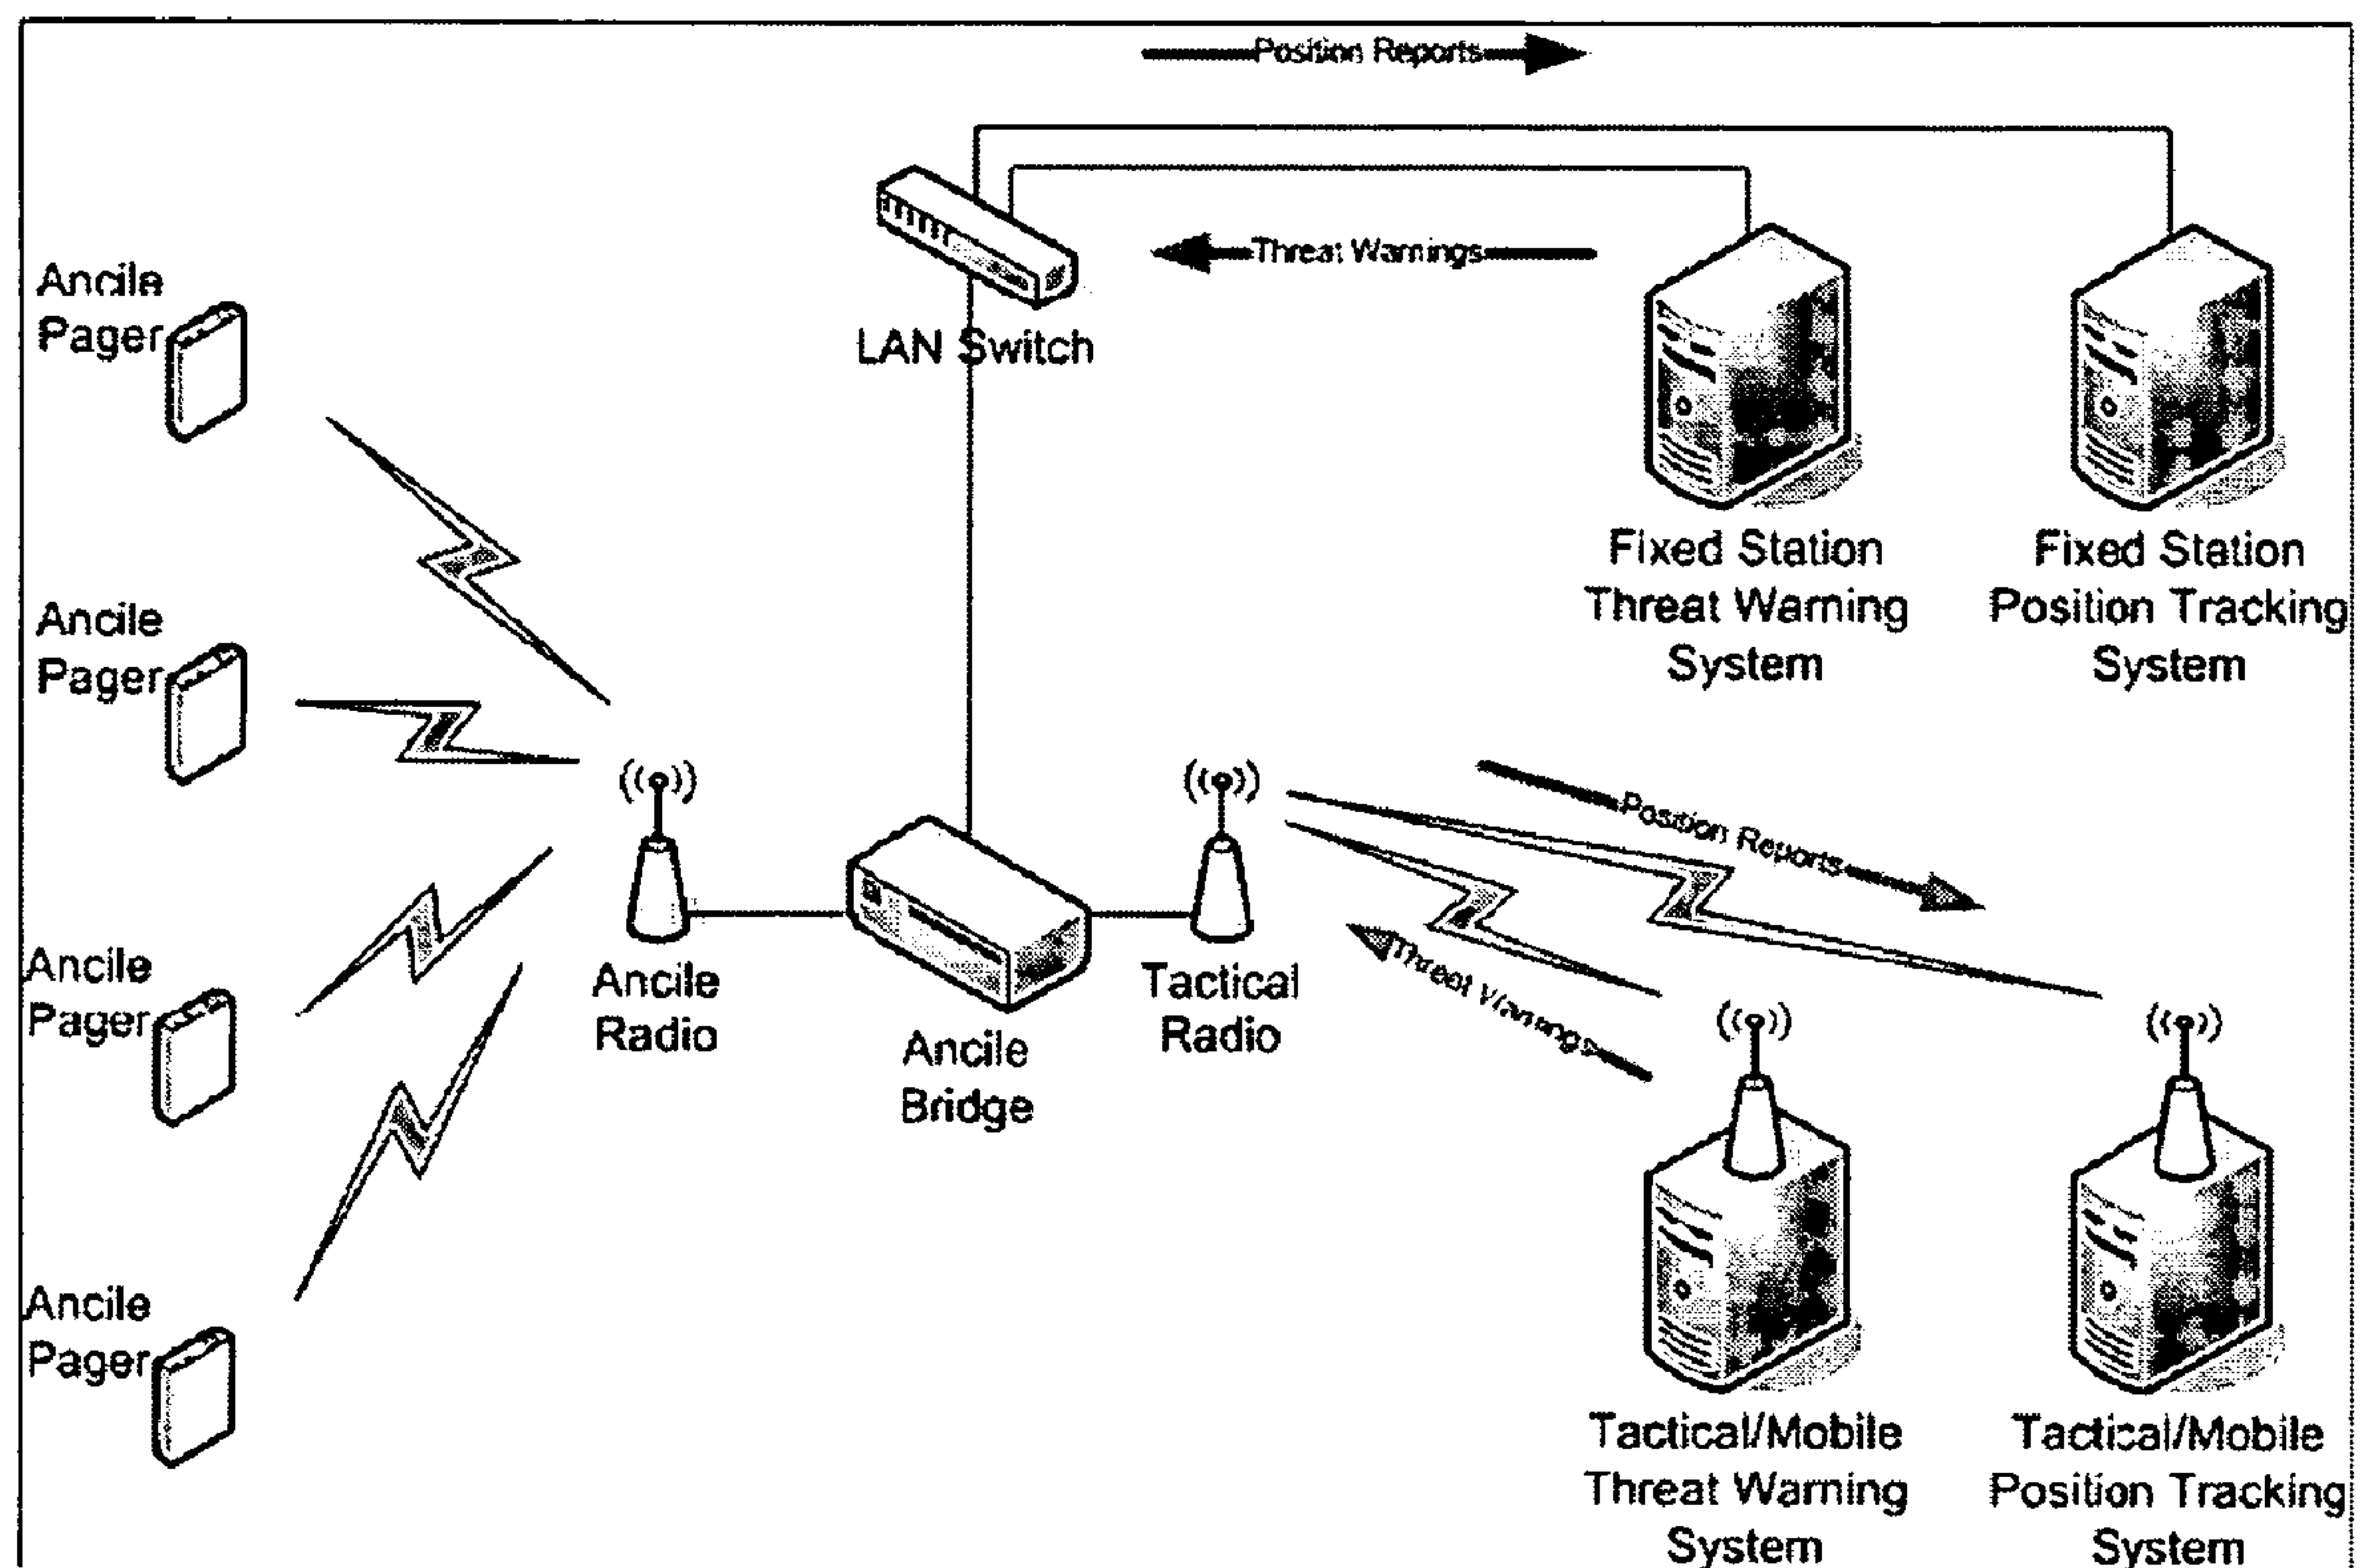 Position Reports
Threat Warnings
LAN Switch
Ancile
Pager
Ancile
Pager
Ancile
Pager
Ancile
Pager
Fixed Station
Threat Warning
System
Fixed Station
Position Tracking
System
Ancile
Radio
Ancile
Bridge
Tactical
Radio
Position Reports
Threat Warnings
Tactical/Mobile
Threat Warning
System
Tactical/Mobile
Position Tracking
System